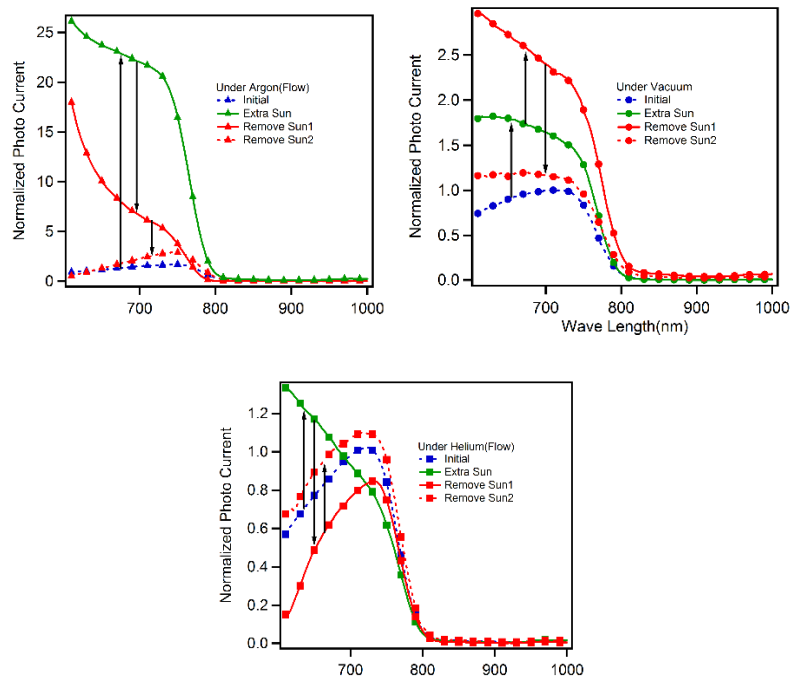 Normalized Photo Current
25
20
15
10
5
0
700
800
900
1000
Under Argon(Flow)
Initial
Extra Sun
Remove Sun1
Remove Sun2
Normalized Photo Current
2.5
2.0
1.5
1.0
0.5
0.0
700
800
900
1000
Wave Length(nm)
Under Vacuum
Initial
Extra Sun
Remove Sun1
Remove Sun2
Normalized Photo Current
1.2
1.0
0.8
0.6
0.4
0.2
0.0
700
800
900
1000
Under Helium(Flow)
Initial
Extra Sun
Remove Sun1
Remove Sun2